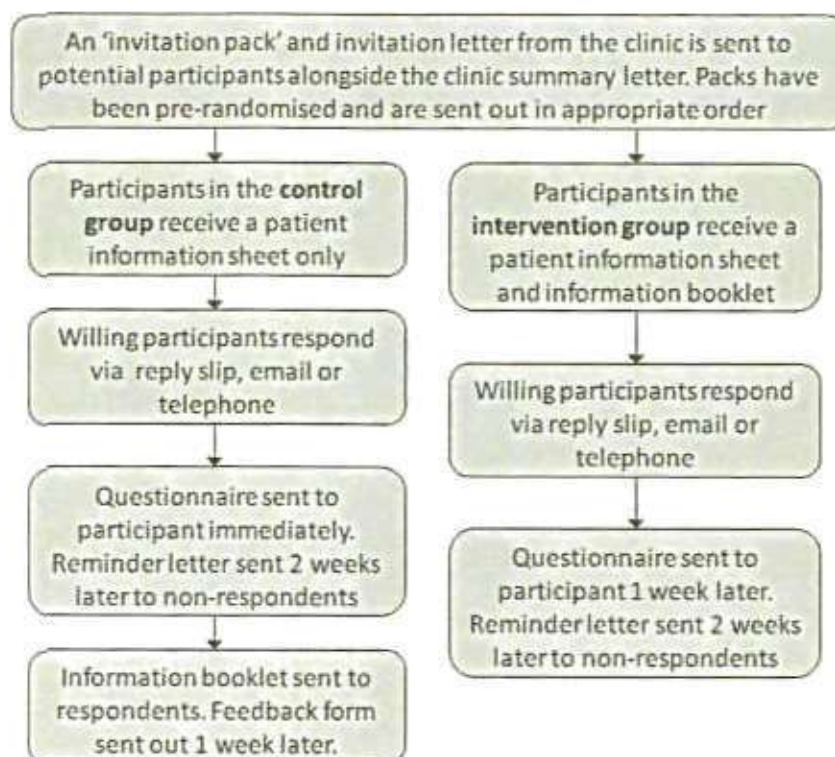 An 'invitation pack' and invitation letter from the clinic is sent to
potential participants alongside the clinic summary letter. Packs have
been pre-randomised and are sent out in appropriate order
Participants in the control
group receive a patient
information sheet only
Willing participants respond
via reply slip, email or
telephone
Questionnaire sent to
participant immediately.
Reminder letter sent 2 weeks
later to non-respondents
Information booklet sent to
respondents. Feedback form
sent out 1 week later.
Participants in the
intervention group receive a
patient information sheet
and information booklet
Willing participants respond
via reply slip, email or
telephone
Questionnaire sent to
participant 1 week later.
Reminder letter sent 2 weeks
later to non-respondents